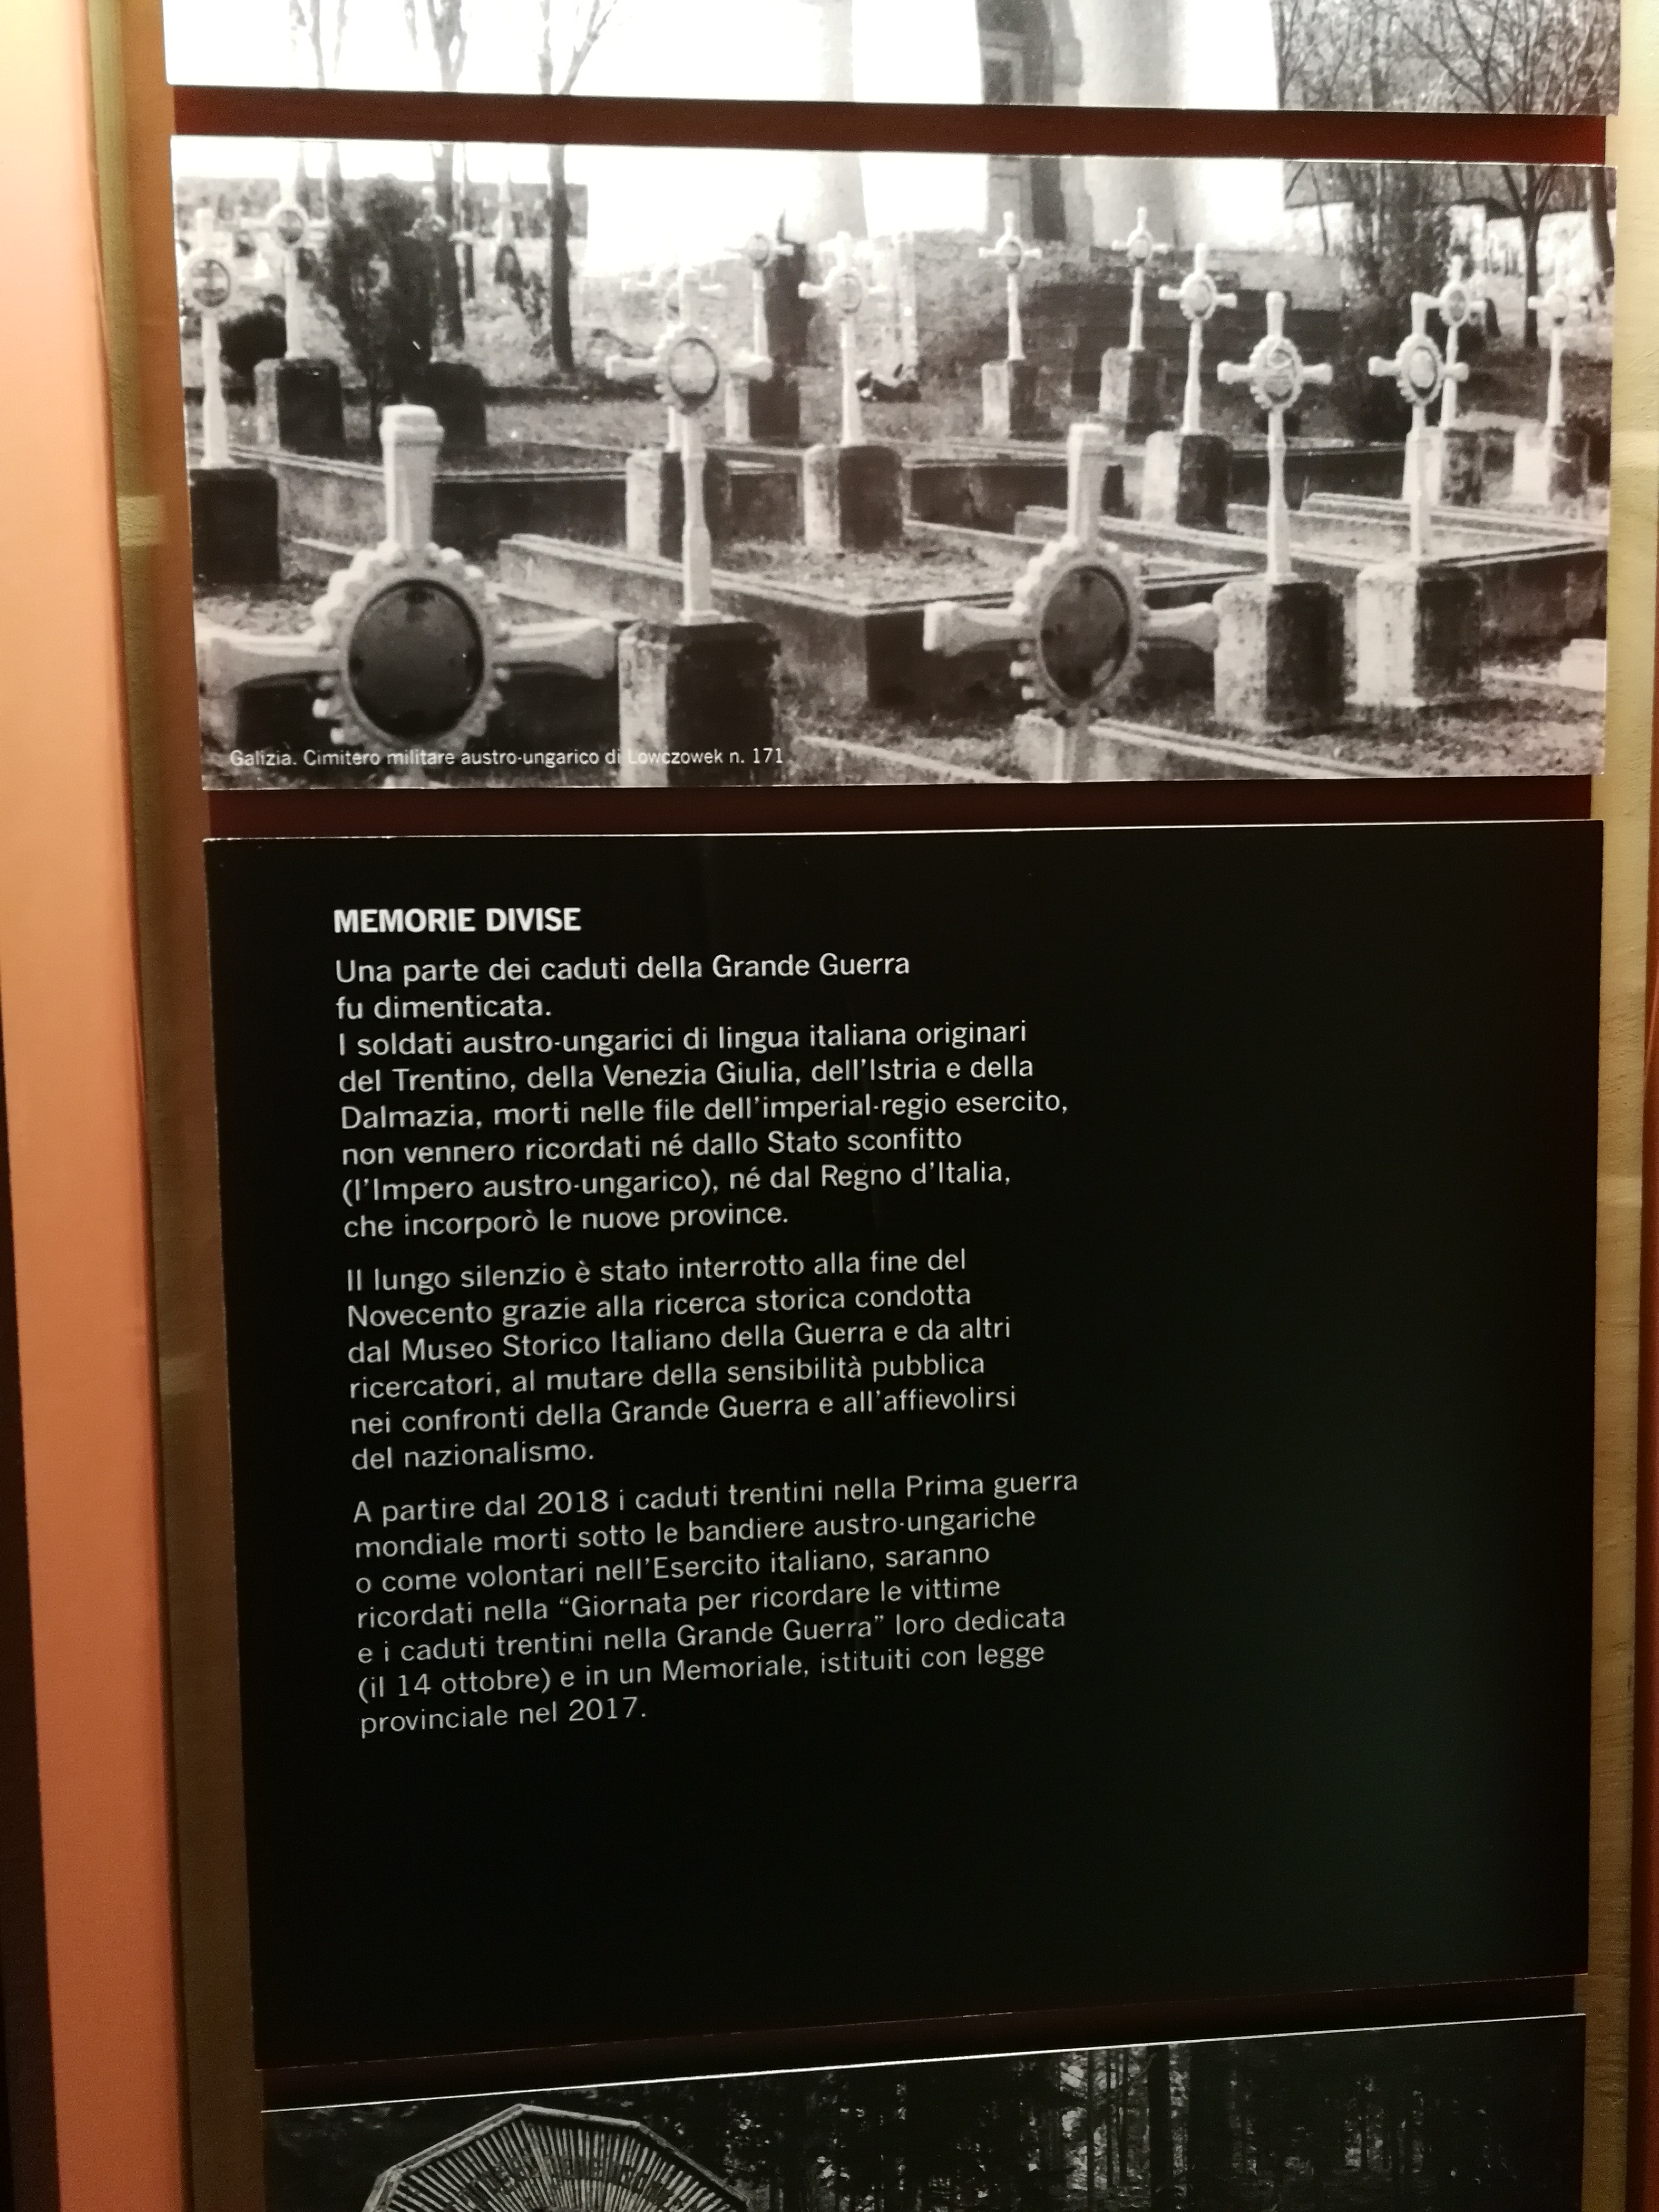 Galizia. Cimitero militare austro-ungarico di Lowczowek n. 171
MEMORIE DIVISE
Una parte dei caduti della Grande Guerra
fu dimenticata.
I soldati austro-ungarici di lingua italiana originari
del Trentino, della Venezia Giulia, dell'Istria e della
Dalmazia, morti nelle file dell'imperial-regio esercito,
non vennero ricordati né dallo Stato sconfitto
(l'Impero austro-ungarico), né dal Regno d'Italia,
che incorporò le nuove province.
Il lungo silenzio è stato interrotto alla fine del
Novecento grazie alla ricerca storica condotta
dal Museo Storico Italiano della Guerra e da altri
ricercatori, al mutare della sensibilità pubblica
nei confronti della Grande Guerra e all'affievolirsi
del nazionalismo.
A partire dal 2018 i caduti trentini nella Prima guerra
mondiale morti sotto le bandiere austro-ungariche
o come volontari nell'Esercito italiano, saranno
ricordati nella “Giornata per ricordare le vittime
e i caduti trentini nella Grande Guerra” loro dedicata
(il 14 ottobre) e in un Memoriale, istituiti con legge
provinciale nel 2017.